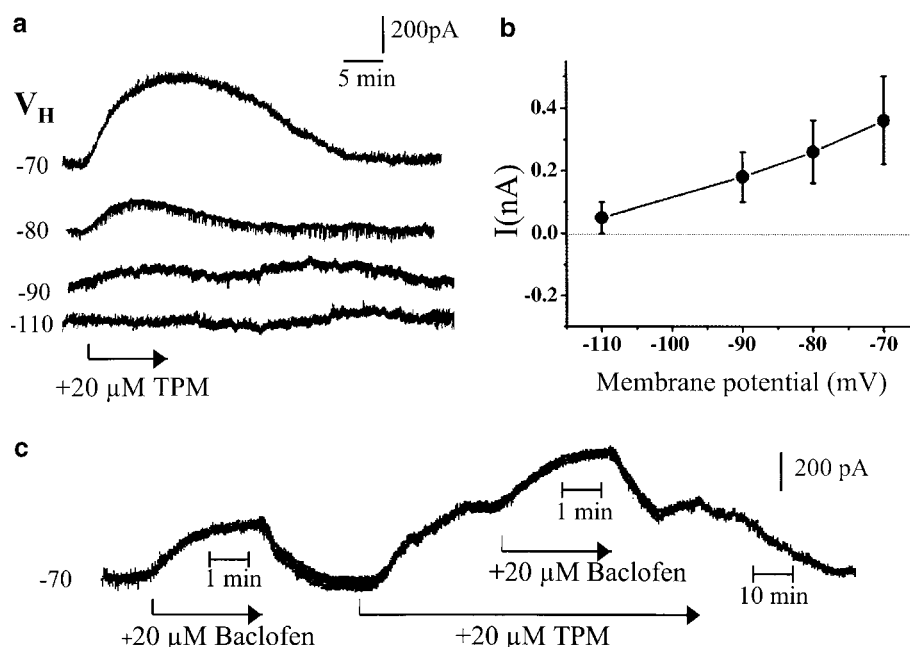 a
200pA
5 min
V_H
-70
-80
-90
-110
+20 µM TPM
b
I(nA)
0.4
0.2
0.0
-0.2
-110 -100 -90 -80 -70
Membrane potential (mV)
c
200 pA
1 min
1 min
-70
+20 µM Baclofen
10 min
+20 µM Baclofen
+20 µM TPM